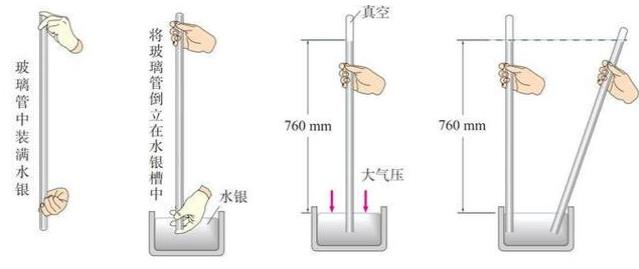 玻璃管中装满水银
将玻璃管倒立在水银槽中
水银
真空
760 mm
大气压
760 mm